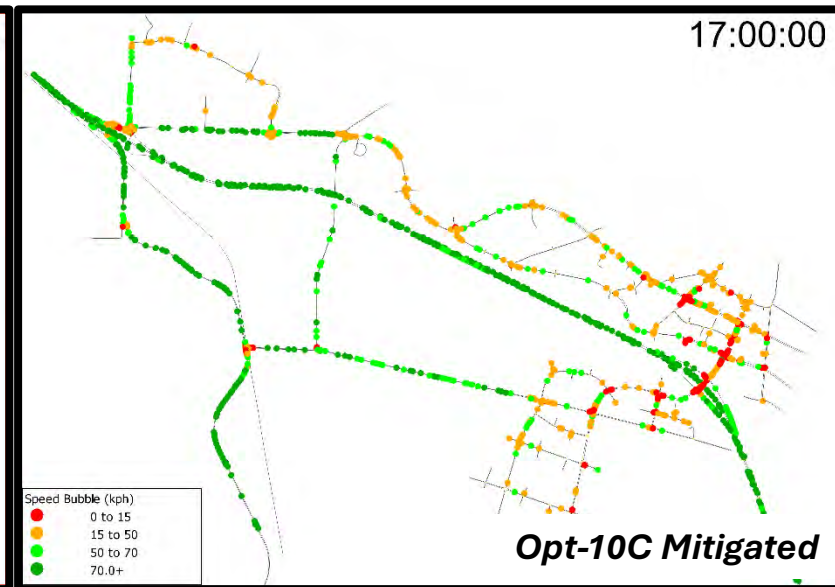 17:00:00
Speed Bubble (kph)
0 to 15
15 to 50
50 to 70
70.0+
Opt-10C Mitigated